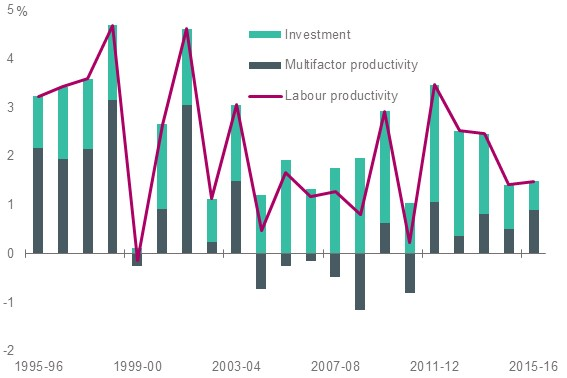 5 %
4
3
2
1
0
-1
-2
Investment
Multifactor productivity
Labour productivity
1995-96 1999-00 2003-04 2007-08 2011-12 2015-16